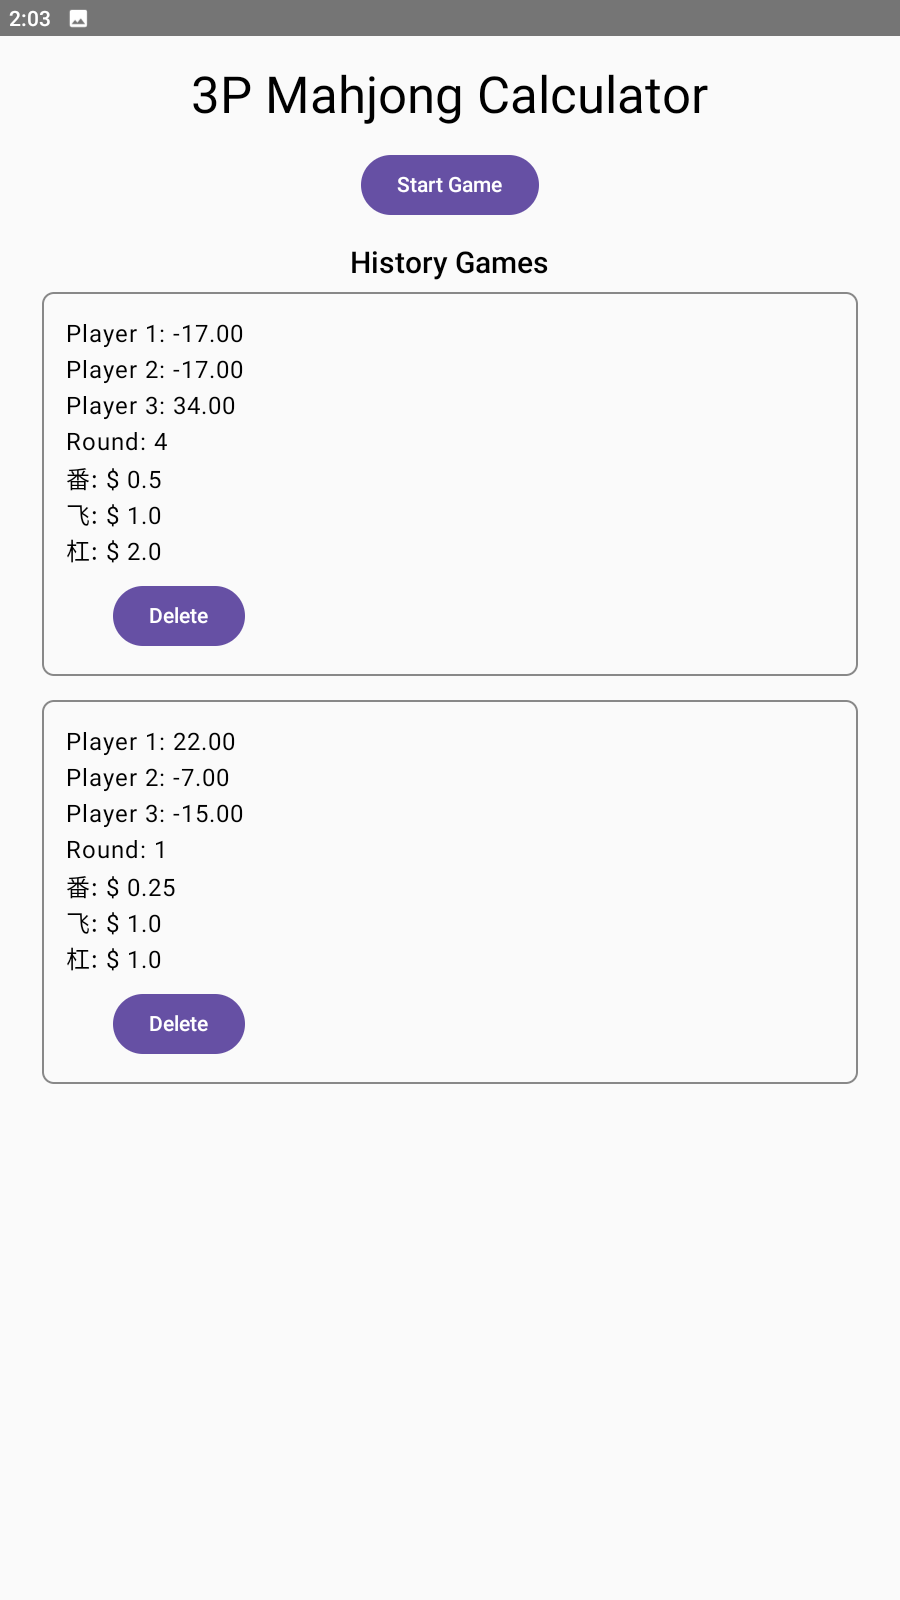 2:03
3P Mahjong Calculator
Start Game
History Games
Player 1: -17.00
Player 2: -17.00
Player 3: 34.00
Round: 4
番: $ 0.5
飞: $ 1.0
杠: $ 2.0
Delete
Player 1: 22.00
Player 2: -7.00
Player 3: -15.00
Round: 1
番: $ 0.25
飞: $ 1.0
杠: $ 1.0
Delete